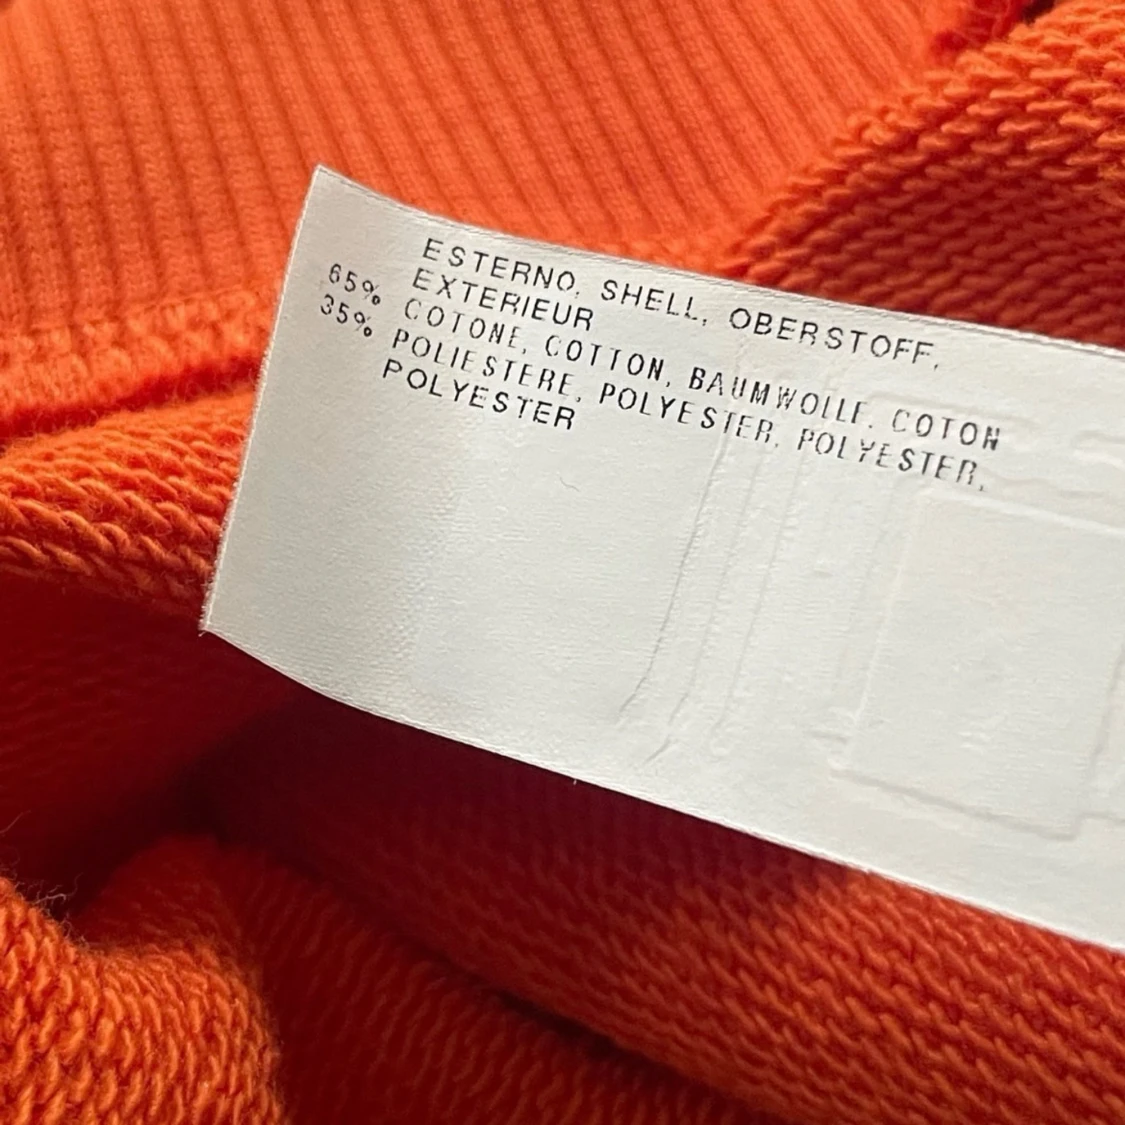 ESTERNO, SHELL, OBERSTOFF,
EXTERIEUR
65% COTONE, COTTON, BAUMWOLLE, COTON
35% POLIESTERE, POLYESTER, POLYESTER,
POLYESTER